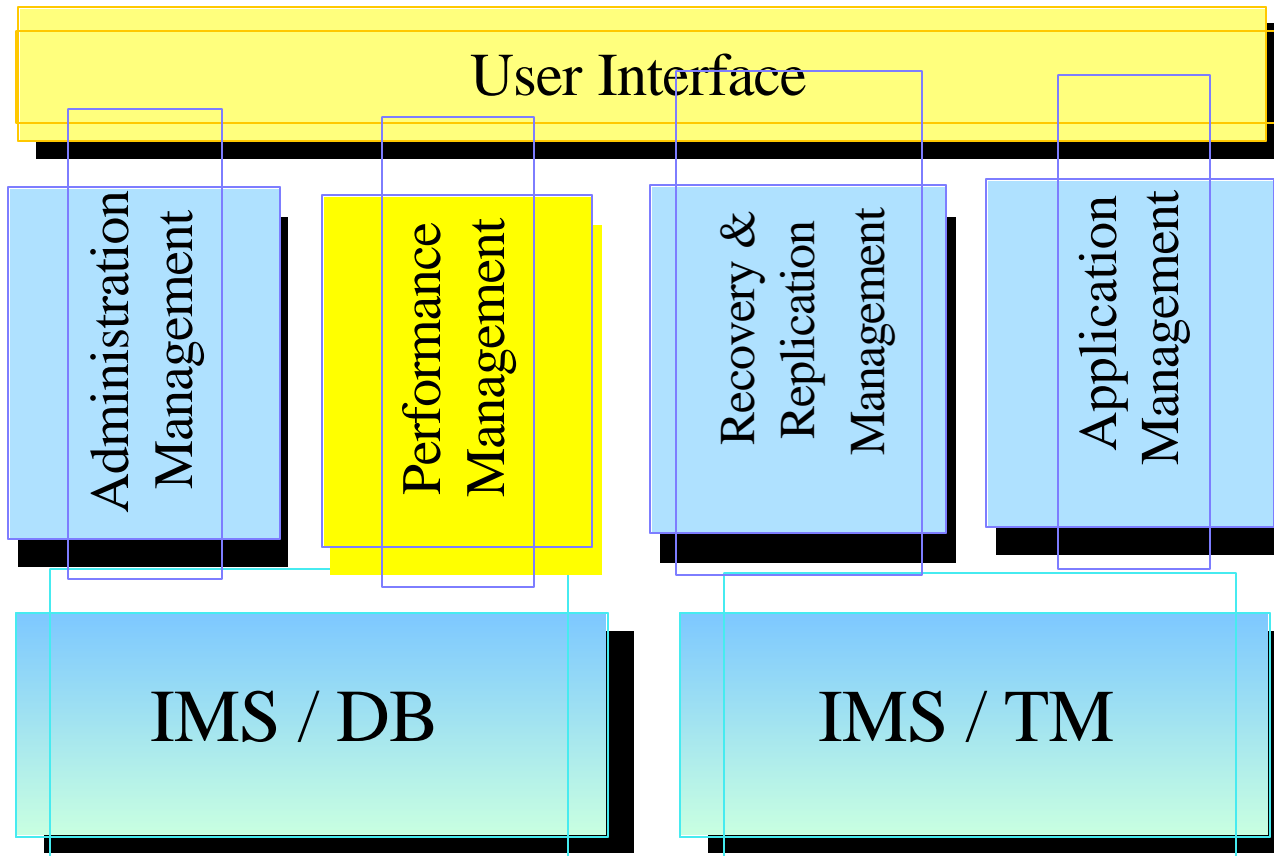 User Interface
Administration
Management
Performance
Management
Recovery &
Replication
Management
Application
Management
IMS / DB
IMS / TM